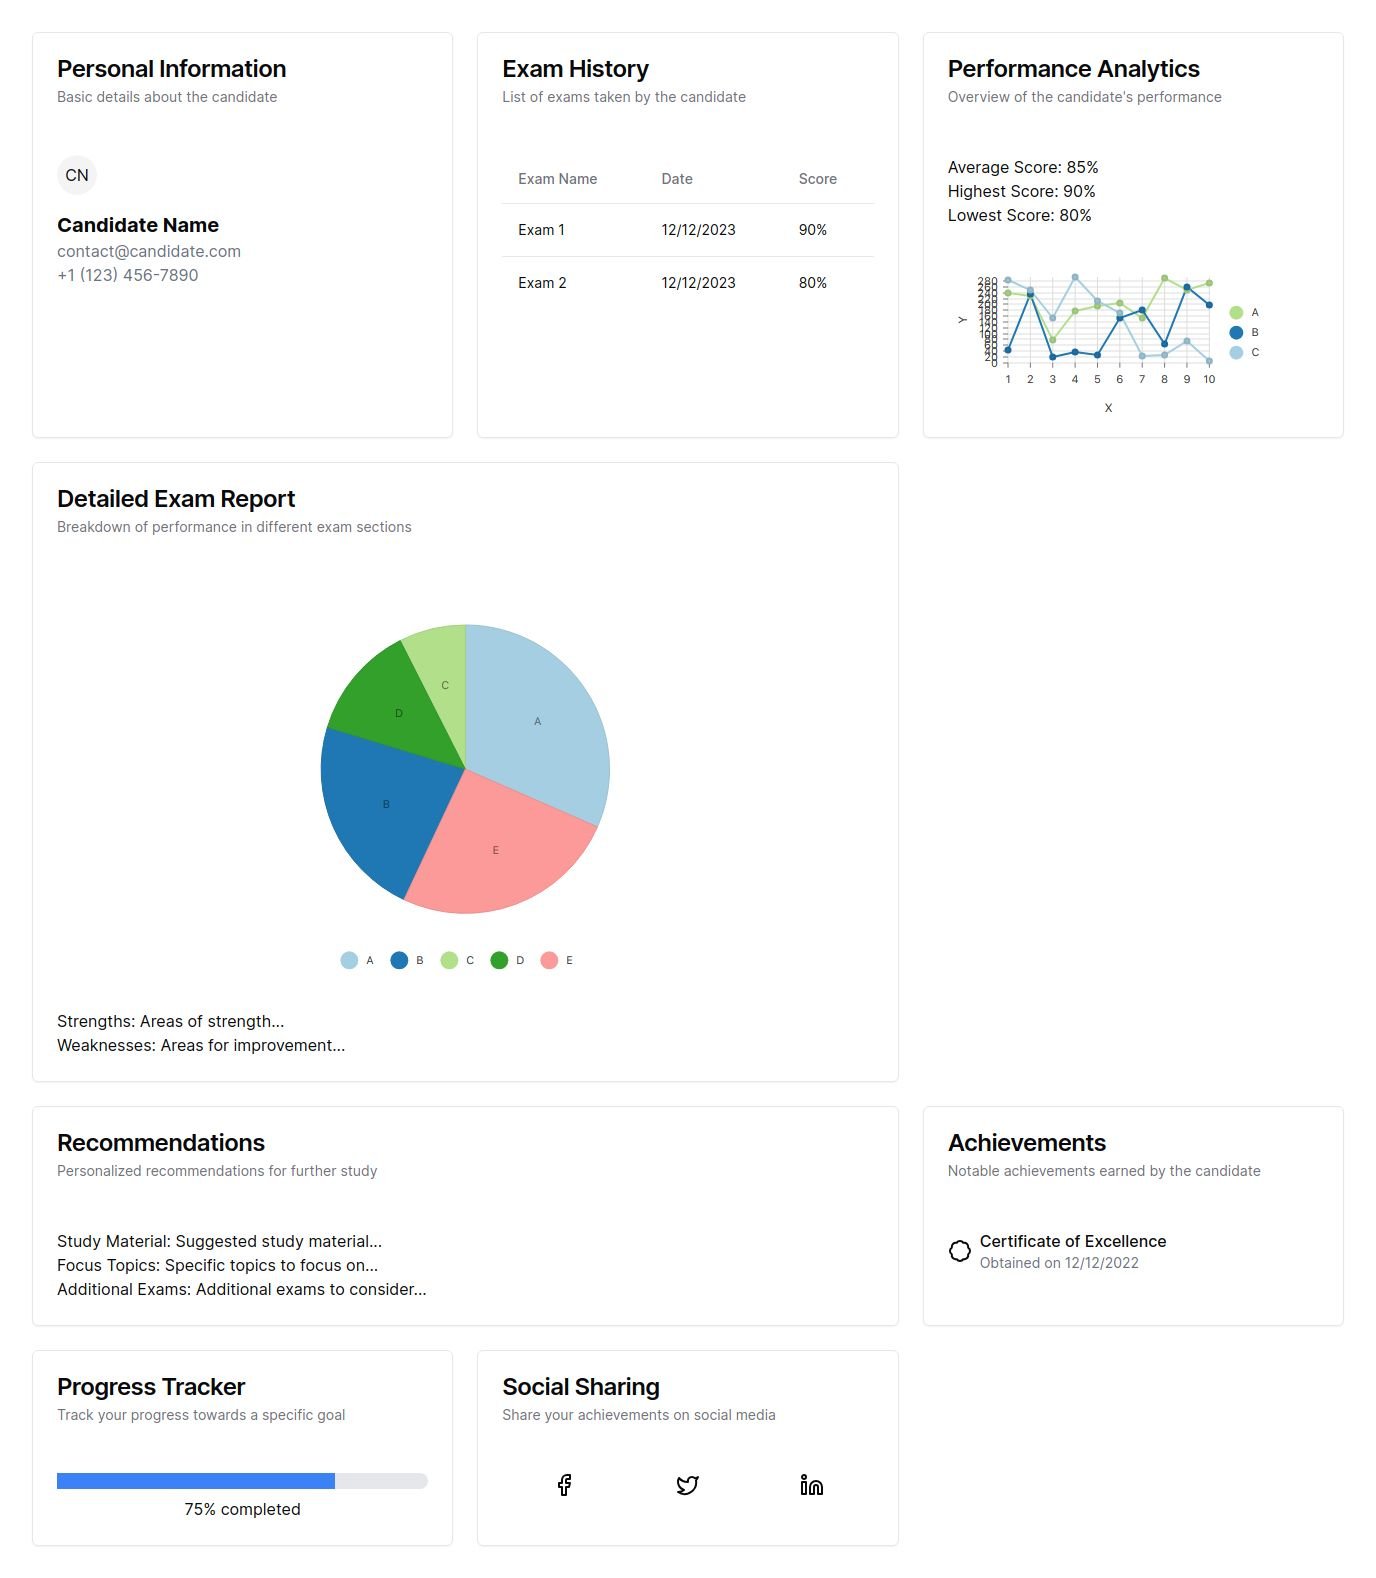 Personal Information
Basic details about the candidate
CN
Candidate Name
contact@candidate.com
+1 (123) 456-7890
Exam History
List of exams taken by the candidate
Exam Name Date Score
Exam 1 12/12/2023 90%
Exam 2 12/12/2023 80%
Performance Analytics
Overview of the candidate's performance
Average Score: 85%
Highest Score: 90%
Lowest Score: 80%
280
260
240
220
200
180
160
140
120
100
80
60
40
20
0
Y
1 2 3 4 5 6 7 8 9 10
X
A
B
C
Detailed Exam Report
Breakdown of performance in different exam sections
C
D
A
B
E
A B C D E
Strengths: Areas of strength...
Weaknesses: Areas for improvement...
Recommendations
Personalized recommendations for further study
Study Material: Suggested study material...
Focus Topics: Specific topics to focus on...
Additional Exams: Additional exams to consider...
Achievements
Notable achievements earned by the candidate
Certificate of Excellence
Obtained on 12/12/2022
Progress Tracker
Track your progress towards a specific goal
75% completed
Social Sharing
Share your achievements on social media